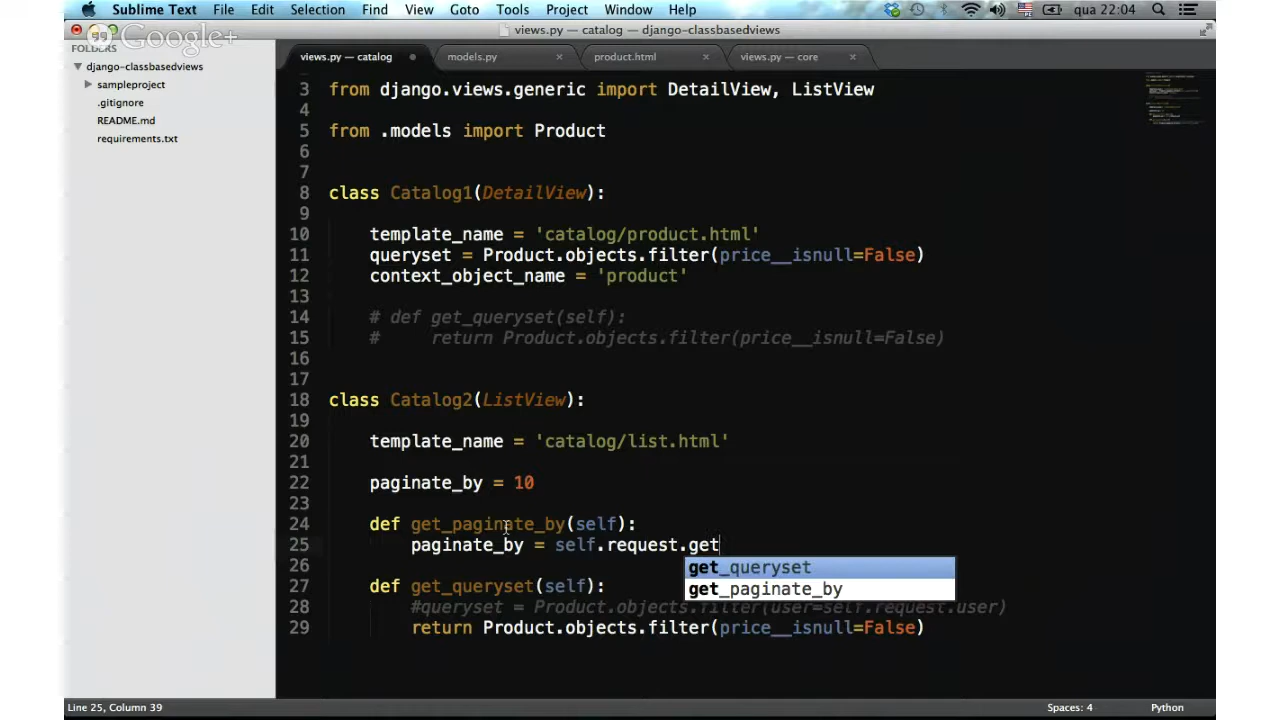 Sublime Text File Edit Selection Find View Goto Tools Project Window Help qua 22:04
views.py — catalog — django-classbasedviews
Google+
FOLDERS
django-classbasedviews
sampleproject
.gitignore
README.md
requirements.txt
views.py — catalog models.py product.html views.py — core
3 from django.views.generic import DetailView, ListView
4
5 from .models import Product
6
7
8 class Catalog1(DetailView):
9
10 template_name = 'catalog/product.html'
11 queryset = Product.objects.filter(price__isnull=False)
12 context_object_name = 'product'
13
14 # def get_queryset(self):
15 # return Product.objects.filter(price__isnull=False)
16
17
18 class Catalog2(ListView):
19
20 template_name = 'catalog/list.html'
21
22 paginate_by = 10
23
24 def get_paginate_by(self):
25 paginate_by = self.request.get
26 get_queryset
27 def get_queryset(self): get_paginate_by
28 #queryset = Product.objects.filter(user=self.request.user)
29 return Product.objects.filter(price__isnull=False)
Line 25, Column 39 Spaces: 4 Python